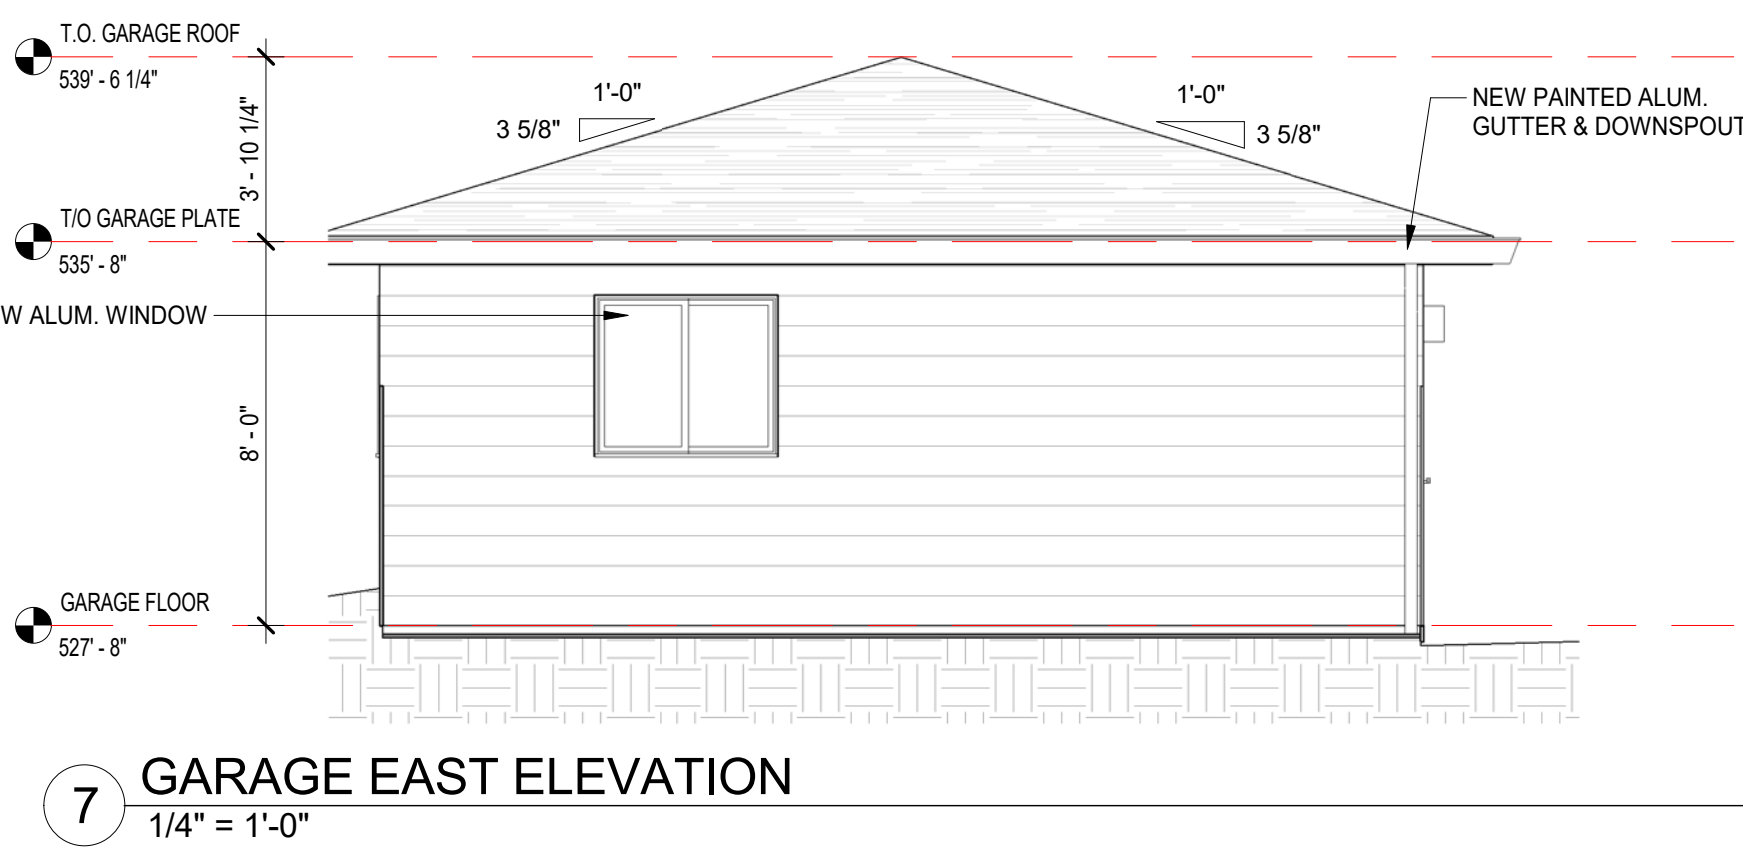 T.O. GARAGE ROOF
539' - 6 1/4"
3' - 10 1/4"
1'-0"
3 5/8"
1'-0"
3 5/8"
NEW PAINTED ALUM.
GUTTER & DOWNSPOUT
T/O GARAGE PLATE
535' - 8"
W ALUM. WINDOW
8' - 0"
GARAGE FLOOR
527' - 8"
7
GARAGE EAST ELEVATION
1/4" = 1'-0"